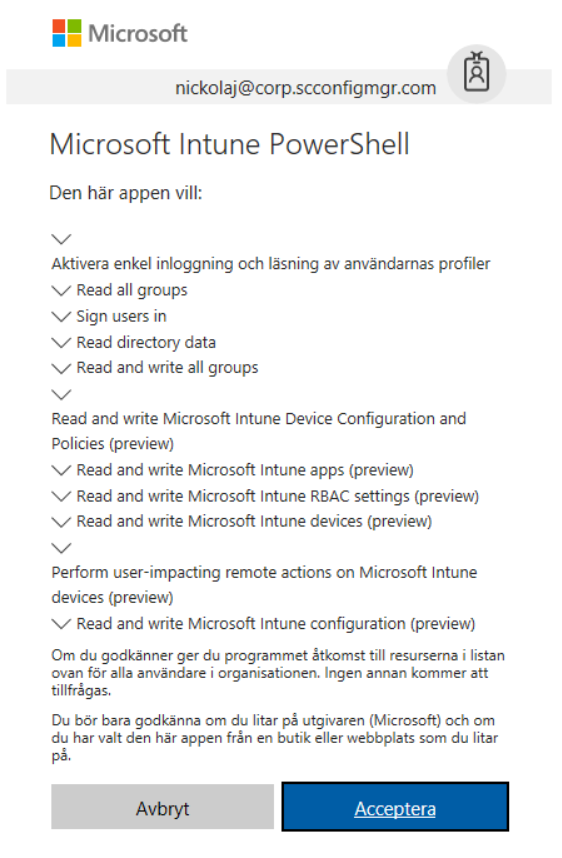 Microsoft
nickolaj@corp.scconfigmgr.com
Microsoft Intune PowerShell
Den här appen vill:
Aktivera enkel inloggning och läsning av användarnas profiler
Read all groups
Sign users in
Read directory data
Read and write all groups
Read and write Microsoft Intune Device Configuration and
Policies (preview)
Read and write Microsoft Intune apps (preview)
Read and write Microsoft Intune RBAC settings (preview)
Read and write Microsoft Intune devices (preview)
Perform user-impacting remote actions on Microsoft Intune
devices (preview)
Read and write Microsoft Intune configuration (preview)
Om du godkänner ger du programmet åtkomst till resurserna i listan
ovan för alla användare i organisationen. Ingen annan kommer att
tillfrågas.
Du bör bara godkänna om du litar på utgivaren (Microsoft) och om
du har valt den här appen från en butik eller webbplats som du litar
på.
Avbryt
Acceptera